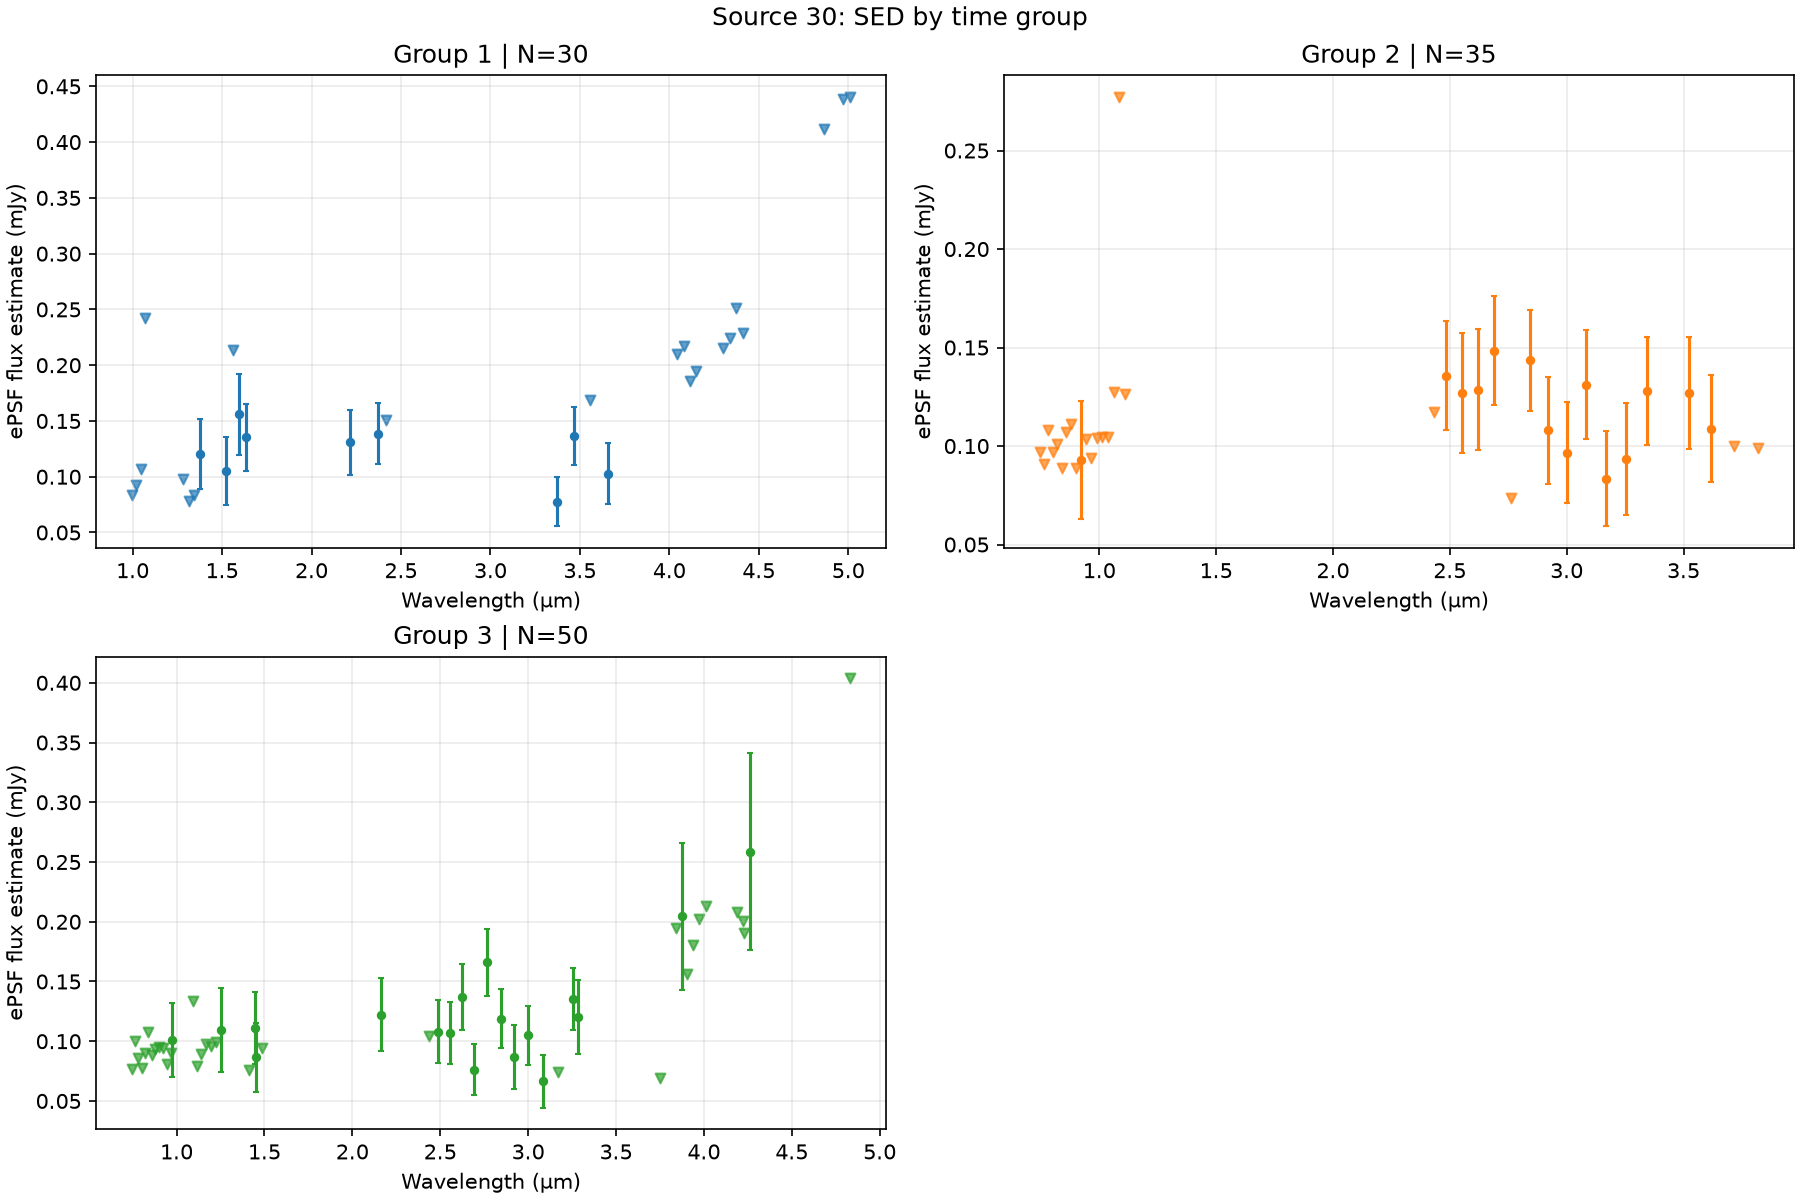 Source 30: SED by time group
Group 1 | N=30
ePSF flux estimate (mJy)
0.45
0.40
0.35
0.30
0.25
0.20
0.15
0.10
0.05
1.0 1.5 2.0 2.5 3.0 3.5 4.0 4.5 5.0
Wavelength (µm)
Group 2 | N=35
ePSF flux estimate (mJy)
0.25
0.20
0.15
0.10
0.05
1.0 1.5 2.0 2.5 3.0 3.5
Wavelength (µm)
Group 3 | N=50
ePSF flux estimate (mJy)
0.40
0.35
0.30
0.25
0.20
0.15
0.10
0.05
1.0 1.5 2.0 2.5 3.0 3.5 4.0 4.5 5.0
Wavelength (µm)